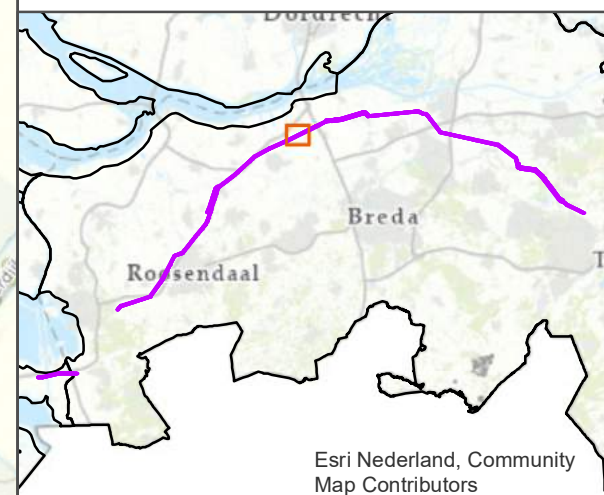 Dordrecht
Breda
Roosendaal
T
Esri Nederland, Community
Map Contributors